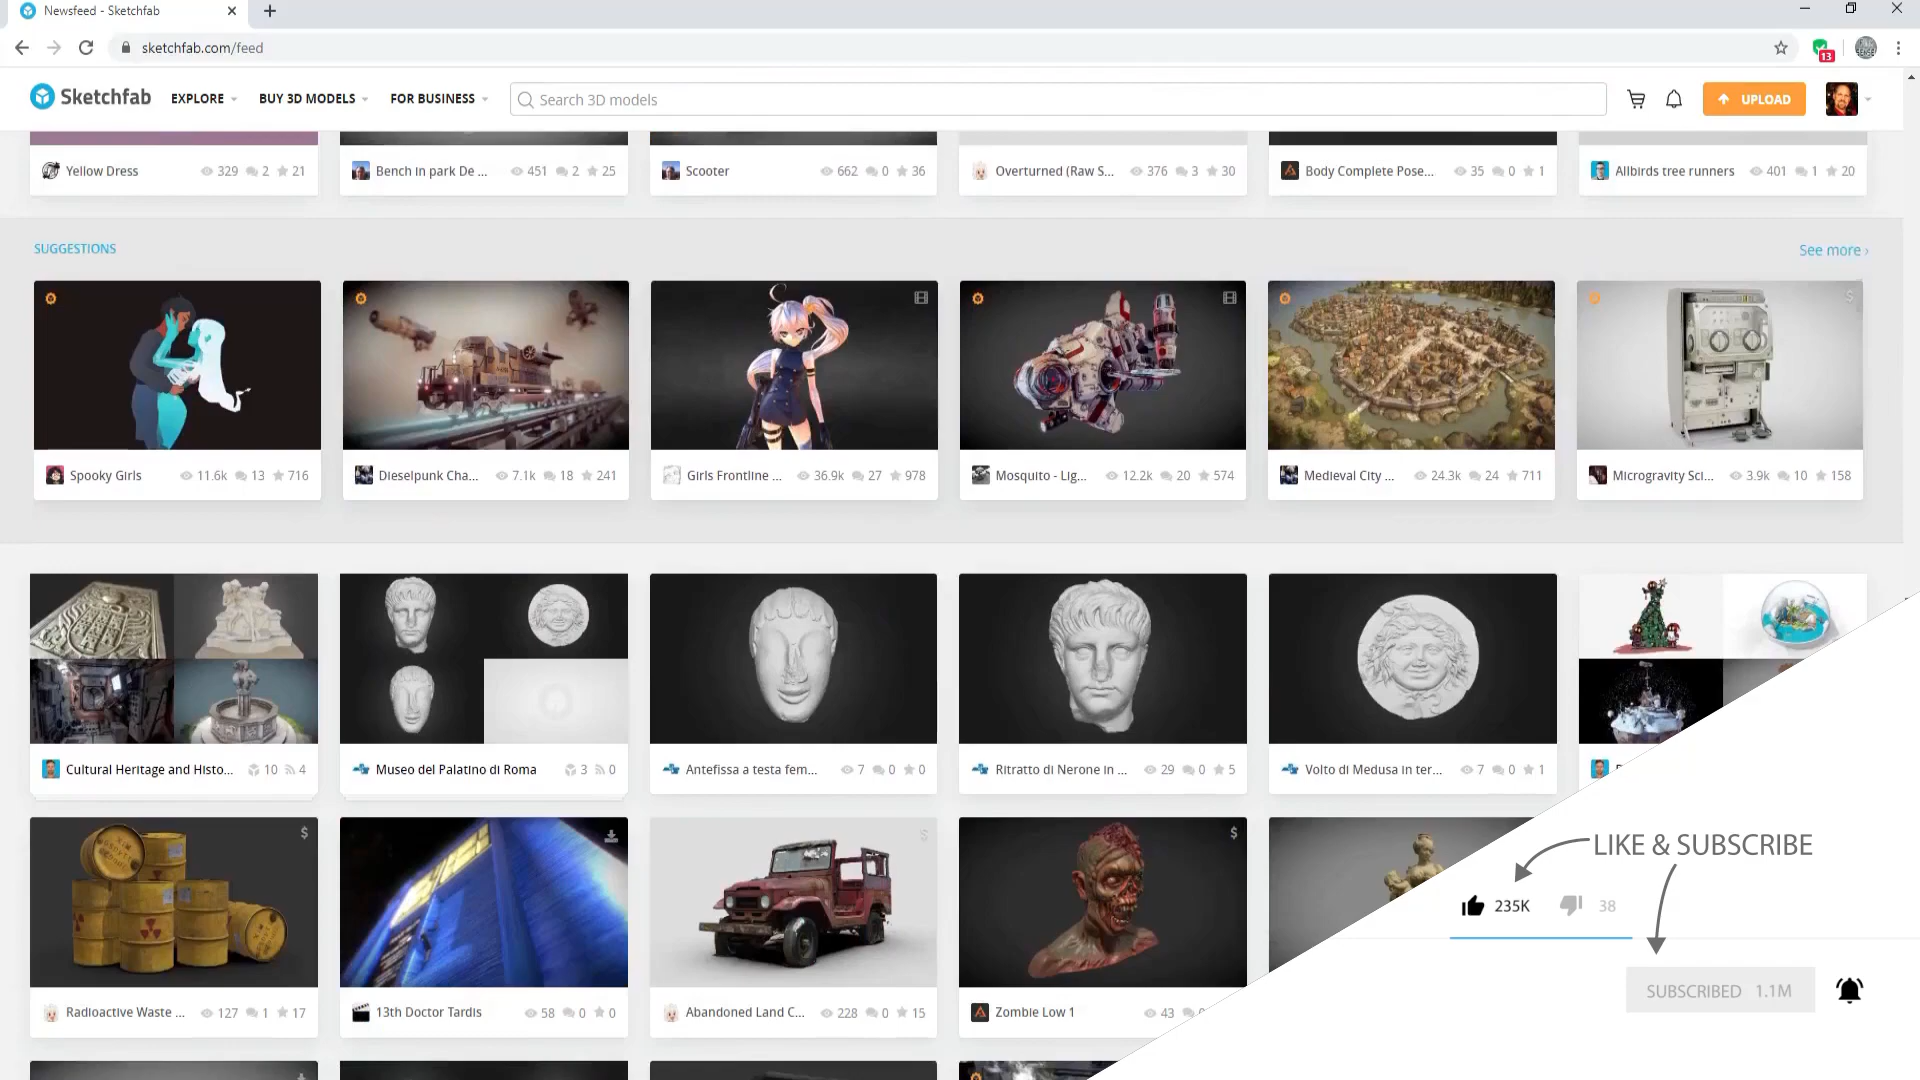 Newsfeed - Sketchfab
sketchfab.com/feed
13
Sketchfab
EXPLORE
BUY 3D MODELS
FOR BUSINESS
Search 3D models
UPLOAD
Yellow Dress 329 2 21
Bench in park De ... 451 2 25
Scooter 662 0 36
Overturned (Raw S... 376 3 30
Body Complete Pose... 35 0 1
Allbirds tree runners 401 1 20
SUGGESTIONS
See more ›
$
Spooky Girls 11.6k 13 716
Dieselpunk Cha... 7.1k 18 241
Girls Frontline ... 36.9k 27 978
Mosquito - Lig... 12.2k 20 574
Medieval City ... 24.3k 24 711
Microgravity Sci... 3.9k 10 158
Cultural Heritage and Histo... 10 4
Museo del Palatino di Roma 3 0
Antefissa a testa fem... 7 0 0
Ritratto di Nerone in ... 29 0 5
Volto di Medusa in ter... 7 0 1
$
$
$
Radioactive Waste ... 127 1 17
13th Doctor Tardis 58 0 0
Abandoned Land C... 228 0 15
Zombie Low 1 43
LIKE & SUBSCRIBE
235K 38
SUBSCRIBED 1.1M